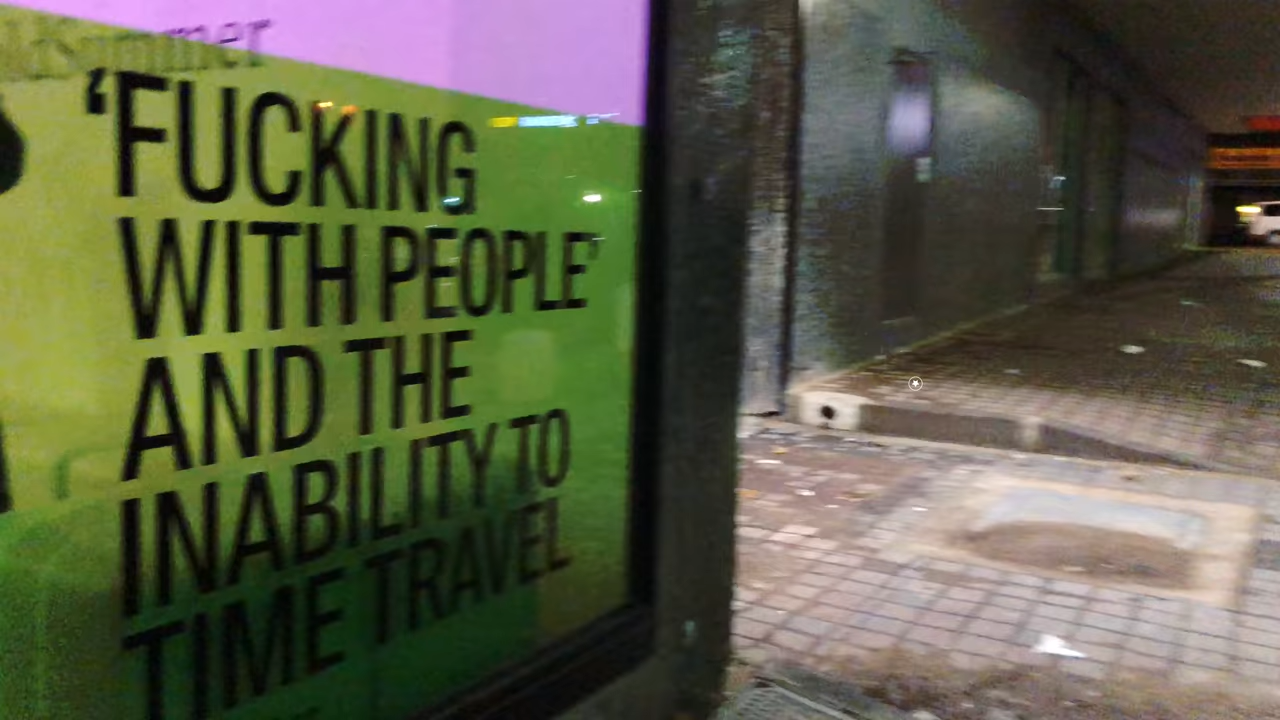 'FUCKING
WITH PEOPLE'
AND THE
INABILITY TO
TIME TRAVEL